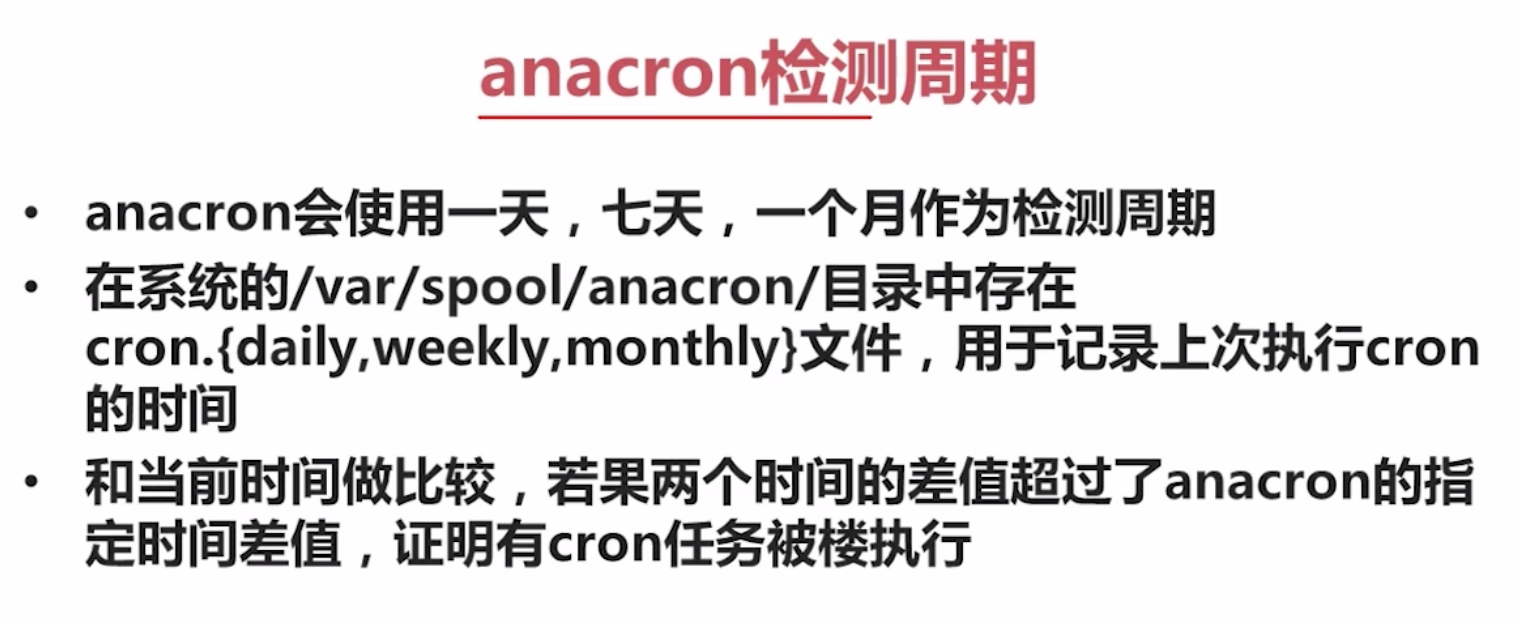 anacron检测周期
• anacron会使用一天，七天，一个月作为检测周期
• 在系统的/var/spool/anacron/目录中存在
cron.{daily,weekly,monthly}文件，用于记录上次执行cron
的时间
• 和当前时间做比较，若果两个时间的差值超过了anacron的指
定时间差值，证明有cron任务被楼执行